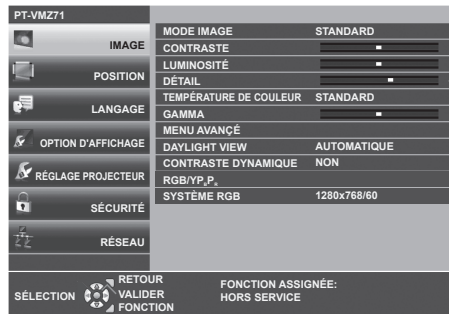 PT-VMZ71
IMAGE
POSITION
LANGAGE
OPTION D'AFFICHAGE
RÉGLAGE PROJECTEUR
SÉCURITÉ
RÉSEAU
MODE IMAGE STANDARD
CONTRASTE
LUMINOSITÉ
DÉTAIL
TEMPÉRATURE DE COULEUR STANDARD
GAMMA
MENU AVANÇÉ
DAYLIGHT VIEW AUTOMATIQUE
CONTRASTE DYNAMIQUE NON
RGB/YPBPR
SYSTÈME RGB 1280x768/60
SÉLECTION
RETOUR
VALIDER
FONCTION
FONCTION ASSIGNÉE:
HORS SERVICE